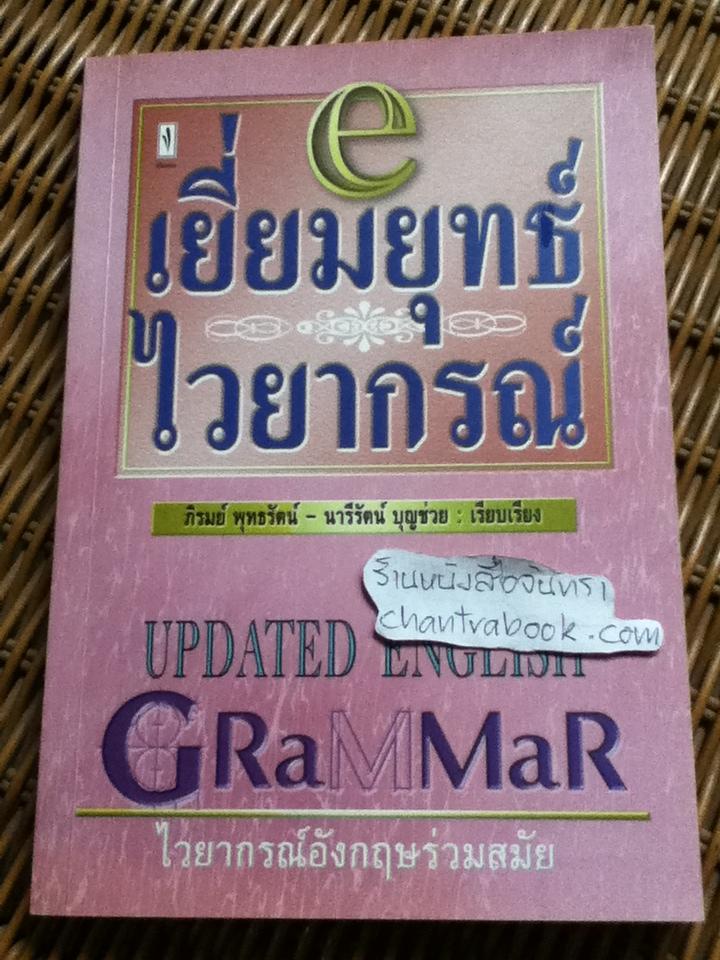 e
เยี่ยมยุทธ์
ไวยากรณ์
ภิรมย์ พุทธรัตน์ - นารีรัตน์ บุญช่วย : เรียบเรียง
ร้านหนังสือจันทรา
chantrabook.com
UPDATED ENGLISH
GRaMMaR
ไวยากรณ์อังกฤษร่วมสมัย